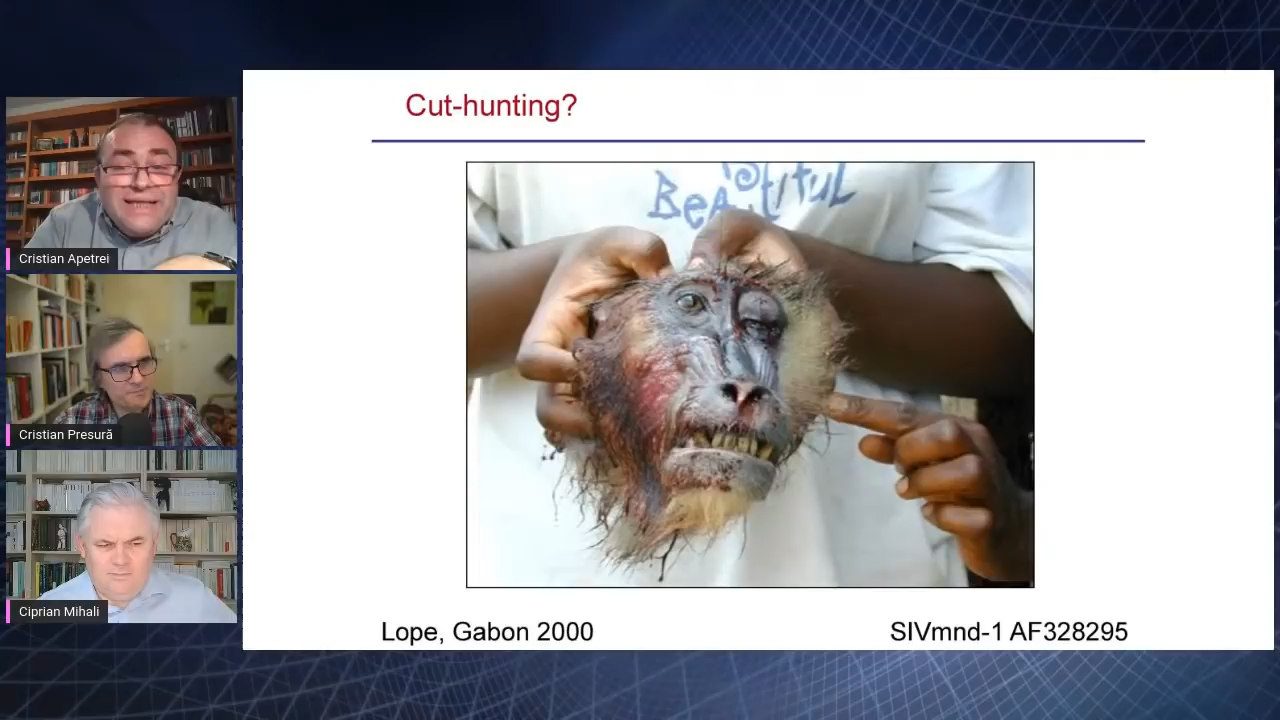 Cut-hunting?
Beautiful
Cristian Apetrei
Cristian Presură
Ciprian Mihali
Lope, Gabon 2000
SIVmnd-1 AF328295